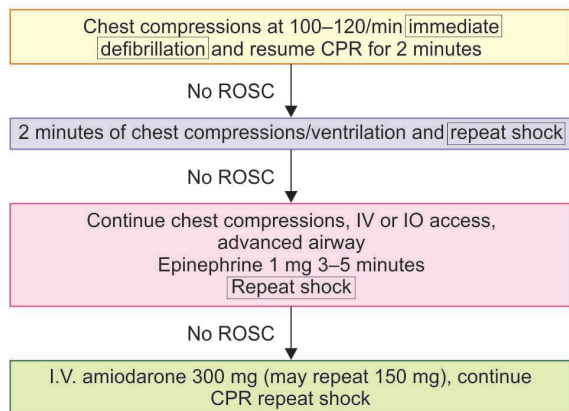 Chest compressions at 100–120/min immediate
defibrillation and resume CPR for 2 minutes
No ROSC
2 minutes of chest compressions/ventrilation and repeat shock
No ROSC
Continue chest compressions, IV or IO access,
advanced airway
Epinephrine 1 mg 3–5 minutes
Repeat shock
No ROSC
I.V. amiodarone 300 mg (may repeat 150 mg), continue
CPR repeat shock